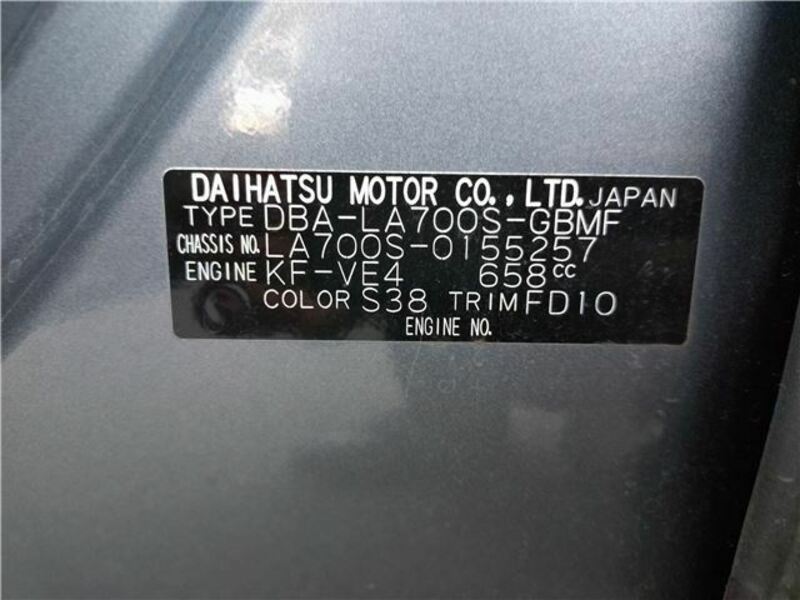 DAIHATSU MOTOR CO., LTD. JAPAN
TYPE DBA-LA700S-GBMF
CHASSIS NO. LA700S-0155257
ENGINE KF-VE4 658cc
COLOR S38 TRIM FD10
ENGINE NO.